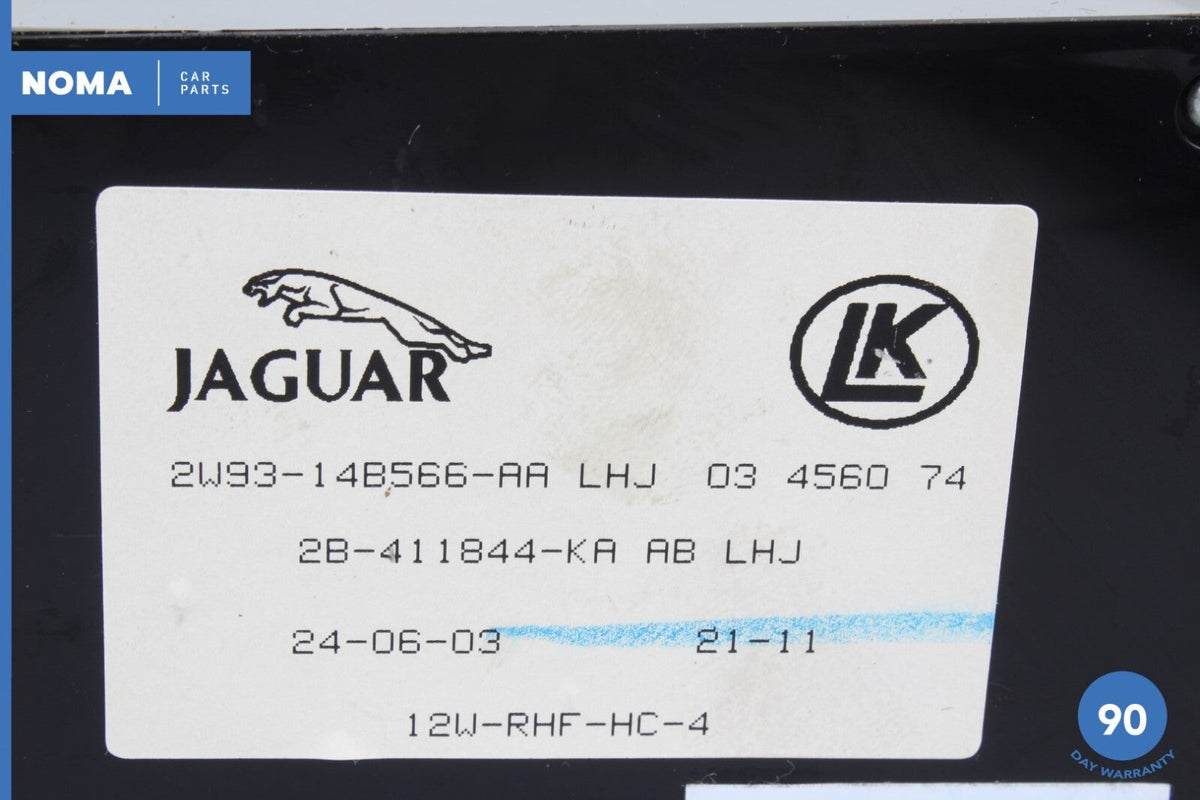 NOMA CAR PARTS
JAGUAR
LK
2W93-14B566-AA LHJ 03 4560 74
2B-411844-KA AB LHJ
24-06-03 21-11
12W-RHF-HC-4
90
DAY WARRANTY